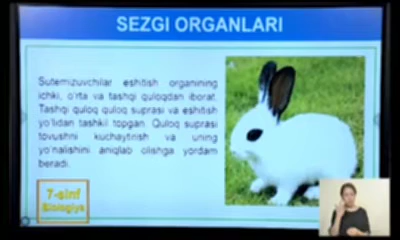 SEZGI ORGANLARI
Sutemizuvchilar eshitish organining
ichki, o'rta va tashqi quloqdan iborat.
Tashqi quloq quloq suprasi va eshitish
yo'lidan tashkil topgan. Quloq suprasi
tovushni kuchaytirish va uning
yo'nalishini aniqlab olishga yordam
beradi.
7-sinf
Biologiya